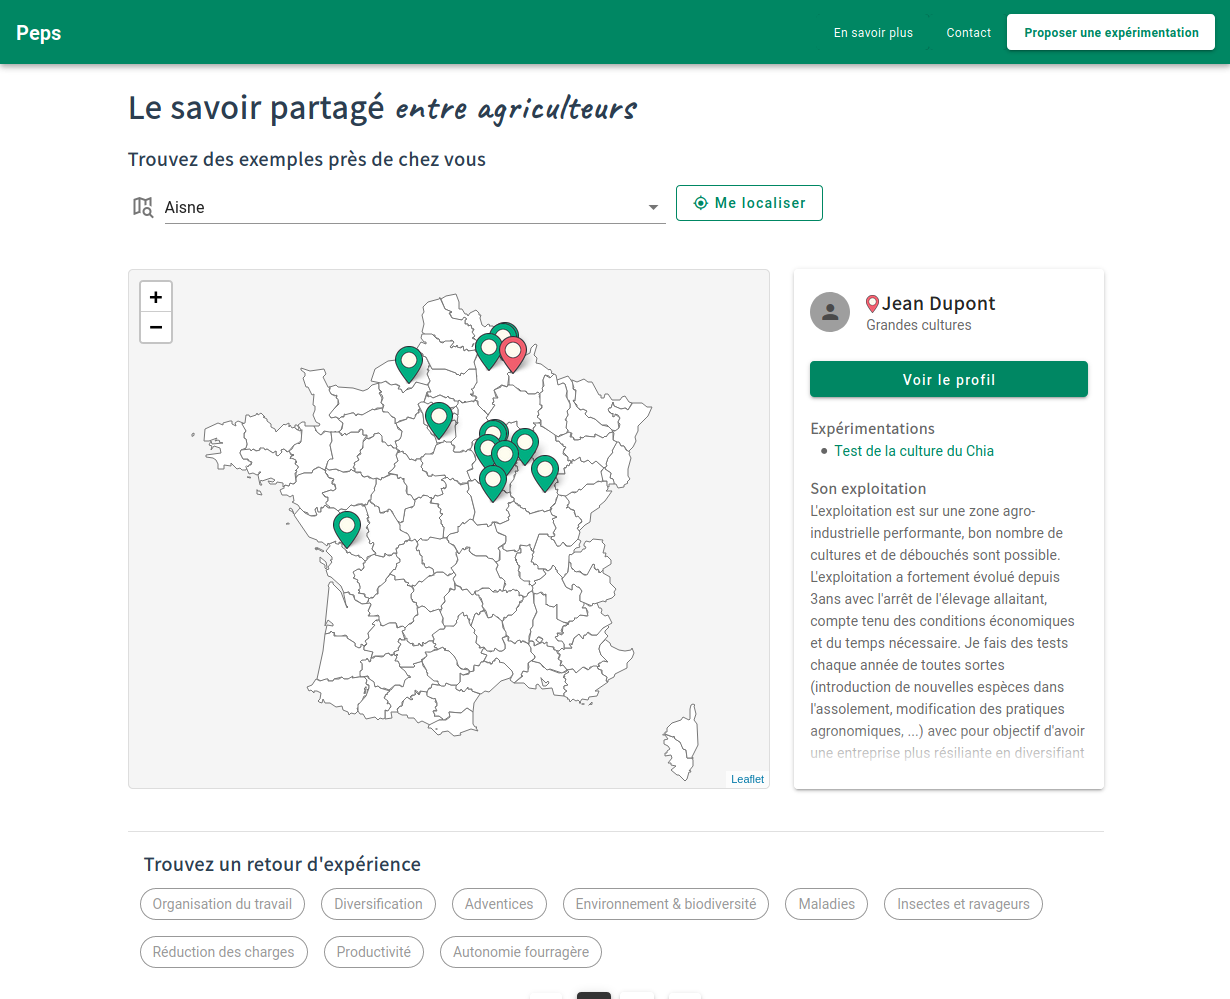 Peps
En savoir plus
Contact
Proposer une expérimentation
Le savoir partagé entre agriculteurs
Trouvez des exemples près de chez vous
Aisne
Me localiser
+
−
Leaflet
Jean Dupont
Grandes cultures
Voir le profil
Expérimentations
Test de la culture du Chia
Son exploitation
L'exploitation est sur une zone agro-
industrielle performante, bon nombre de
cultures et de débouchés sont possible.
L'exploitation a fortement évolué depuis
3ans avec l'arrêt de l'élevage allaitant,
compte tenu des conditions économiques
et du temps nécessaire. Je fais des tests
chaque année de toutes sortes
(introduction de nouvelles espèces dans
l'assolement, modification des pratiques
agronomiques, ...) avec pour objectif d'avoir
une entreprise plus résiliante en diversifiant
Trouvez un retour d'expérience
Organisation du travail
Diversification
Adventices
Environnement & biodiversité
Maladies
Insectes et ravageurs
Réduction des charges
Productivité
Autonomie fourragère